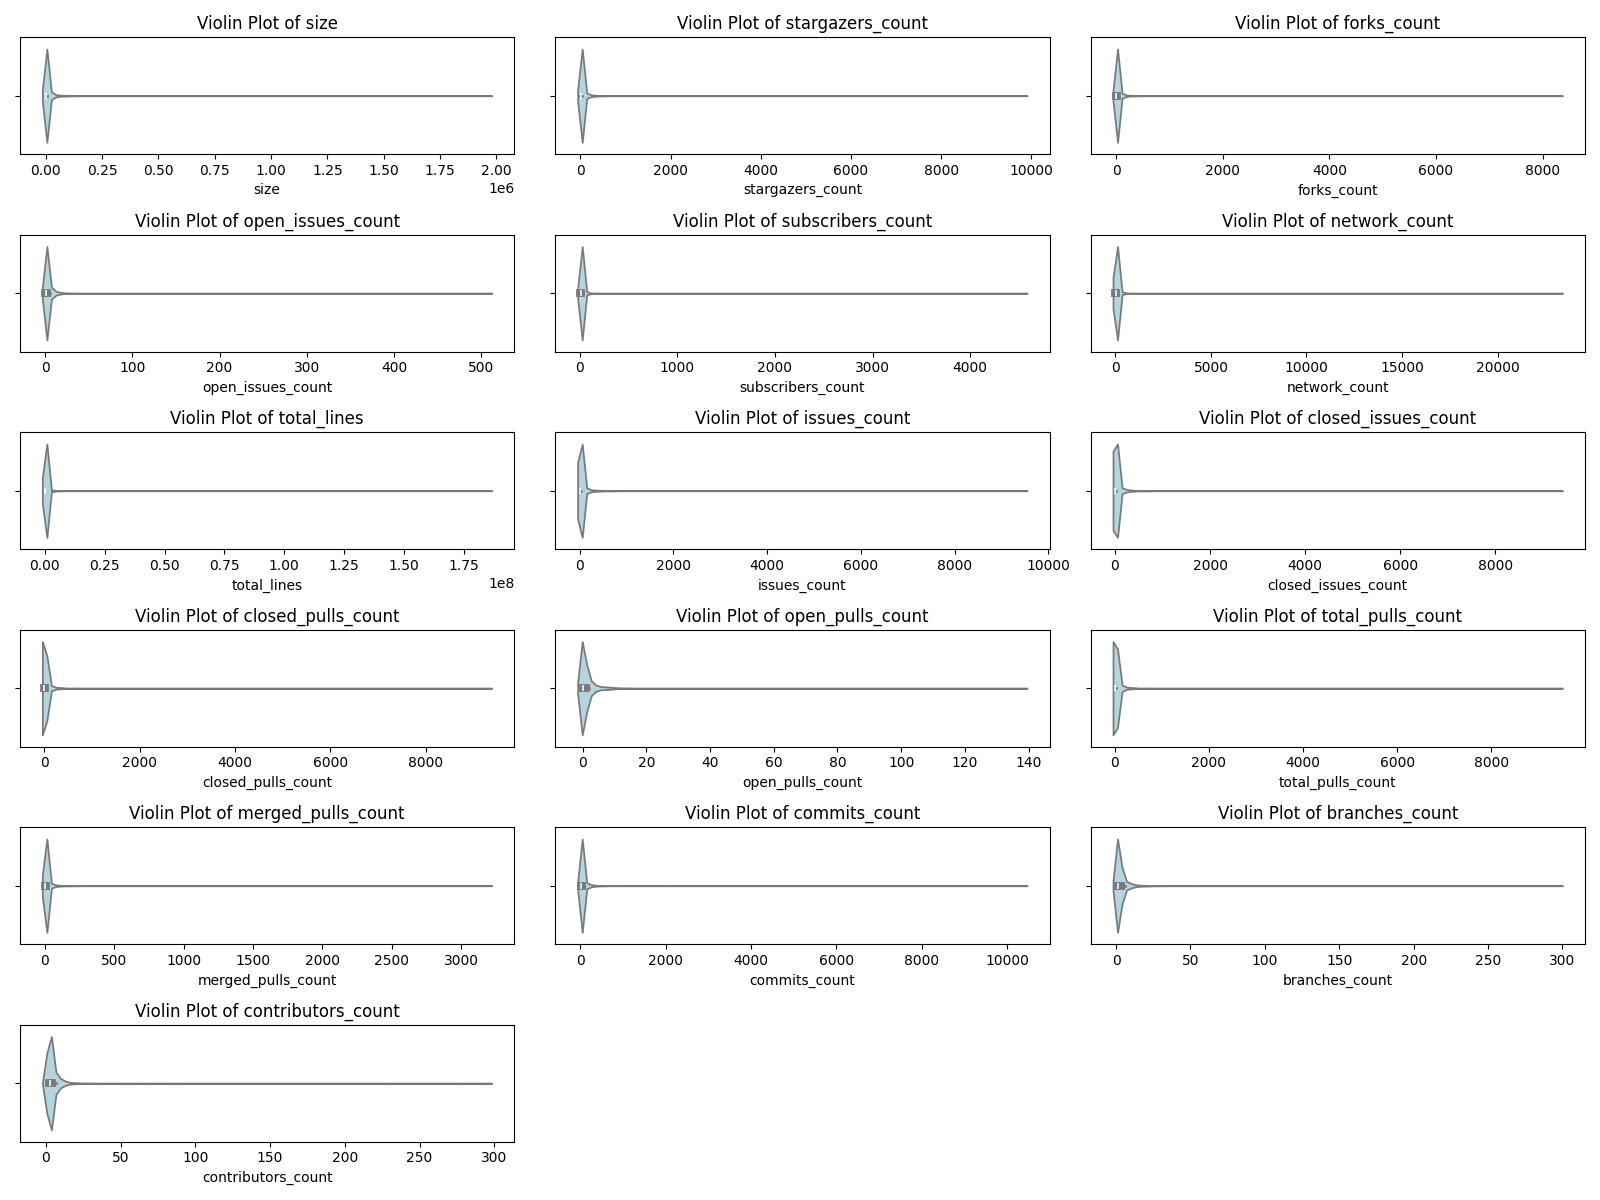 Violin Plot of size
0.00 0.25 0.50 0.75 1.00 1.25 1.50 1.75 2.00
1e6
size
Violin Plot of stargazers_count
0 2000 4000 6000 8000 10000
stargazers_count
Violin Plot of forks_count
0 2000 4000 6000 8000
forks_count
Violin Plot of open_issues_count
0 100 200 300 400 500
open_issues_count
Violin Plot of subscribers_count
0 1000 2000 3000 4000
subscribers_count
Violin Plot of network_count
0 5000 10000 15000 20000
network_count
Violin Plot of total_lines
0.00 0.25 0.50 0.75 1.00 1.25 1.50 1.75
1e8
total_lines
Violin Plot of issues_count
0 2000 4000 6000 8000 10000
issues_count
Violin Plot of closed_issues_count
0 2000 4000 6000 8000
closed_issues_count
Violin Plot of closed_pulls_count
0 2000 4000 6000 8000
closed_pulls_count
Violin Plot of open_pulls_count
0 20 40 60 80 100 120 140
open_pulls_count
Violin Plot of total_pulls_count
0 2000 4000 6000 8000
total_pulls_count
Violin Plot of merged_pulls_count
0 500 1000 1500 2000 2500 3000
merged_pulls_count
Violin Plot of commits_count
0 2000 4000 6000 8000 10000
commits_count
Violin Plot of branches_count
0 50 100 150 200 250 300
branches_count
Violin Plot of contributors_count
0 50 100 150 200 250 300
contributors_count